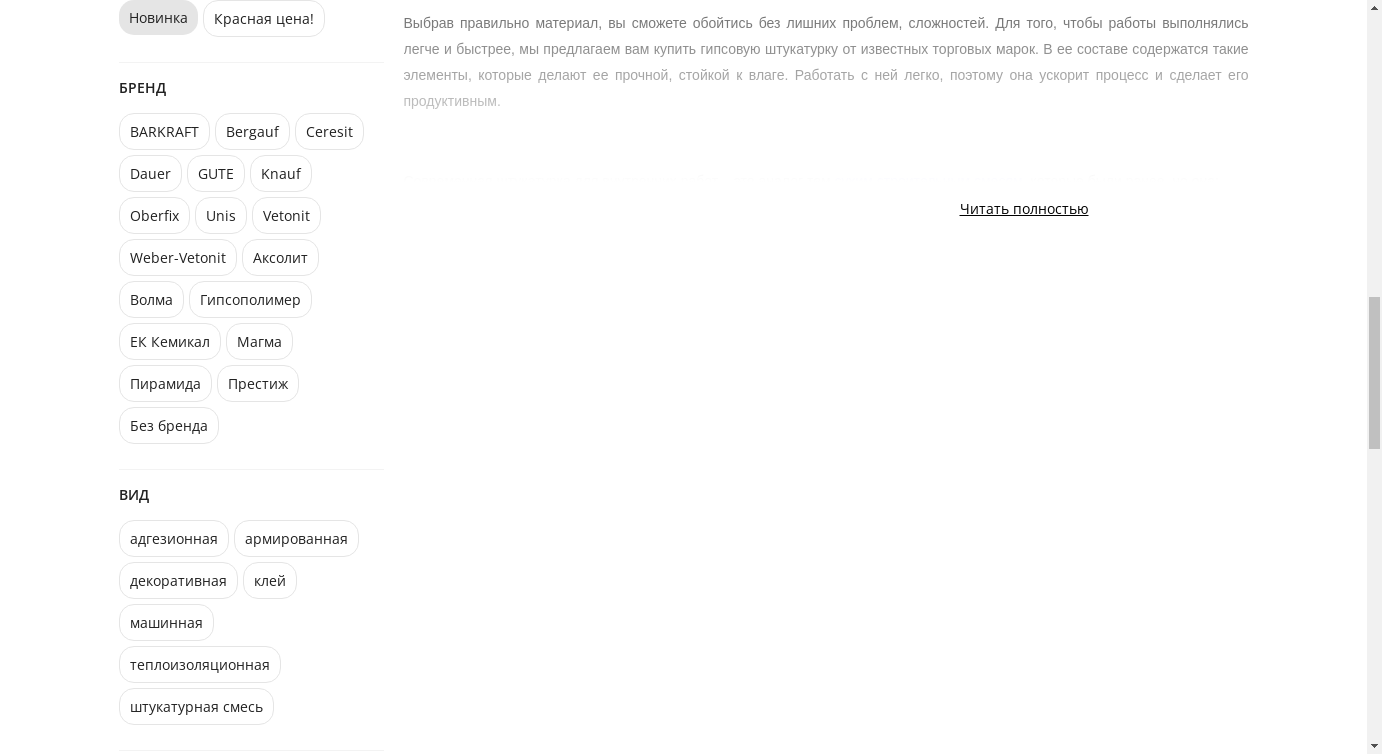 Новинка
Красная цена!
БРЕНД
BARKRAFT
Bergauf
Ceresit
Dauer
GUTE
Knauf
Oberfix
Unis
Vetonit
Weber-Vetonit
Аксолит
Волма
Гипсополимер
ЕК Кемикал
Магма
Пирамида
Престиж
Без бренда
ВИД
адгезионная
армированная
декоративная
клей
машинная
теплоизоляционная
штукатурная смесь
Выбрав правильно материал, вы сможете обойтись без лишних проблем, сложностей. Для того, чтобы работы выполнялись
легче и быстрее, мы предлагаем вам купить гипсовую штукатурку от известных торговых марок. В ее составе содержатся такие
элементы, которые делают ее прочной, стойкой к влаге. Работать с ней легко, поэтому она ускорит процесс и сделает его
продуктивным.
Читать полностью